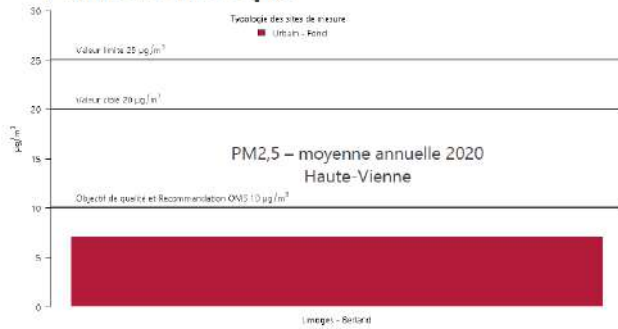 30
Typologie des sites de mesure
Urbain - Fond
Valeur limite 25 µg/m³
25
Valeur cible 20 µg/m³
20
µg/m³
PM2,5 – moyenne annuelle 2020
15
Haute-Vienne
Objectif de qualité et Recommandation OMS 10 µg/m³
10
5
0
Limoges - Berland